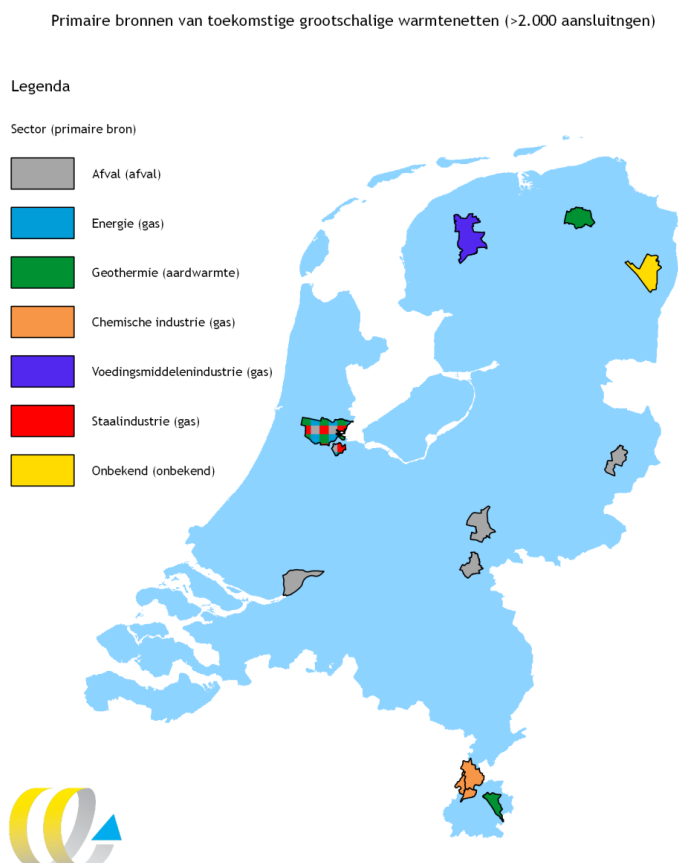 Primaire bronnen van toekomstige grootschalige warmtenetten (>2.000 aansluitngen)
Legenda
Sector (primaire bron)
Afval (afval)
Energie (gas)
Geothermie (aardwarmte)
Chemische industrie (gas)
Voedingsmiddelenindustrie (gas)
Staalindustrie (gas)
Onbekend (onbekend)